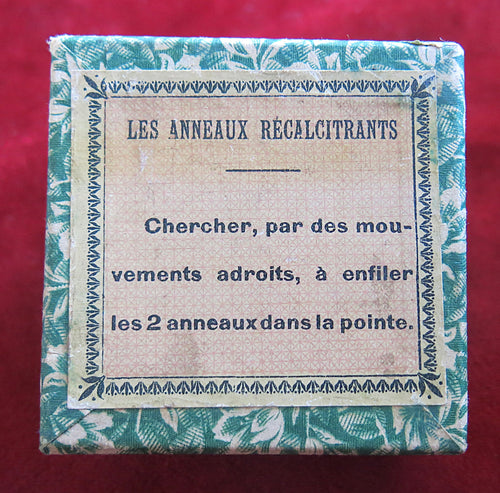 LES ANNEAUX RÉCALCITRANTS
Chercher, par des mou-
vements adroits, à enfiler
les 2 anneaux dans la pointe.